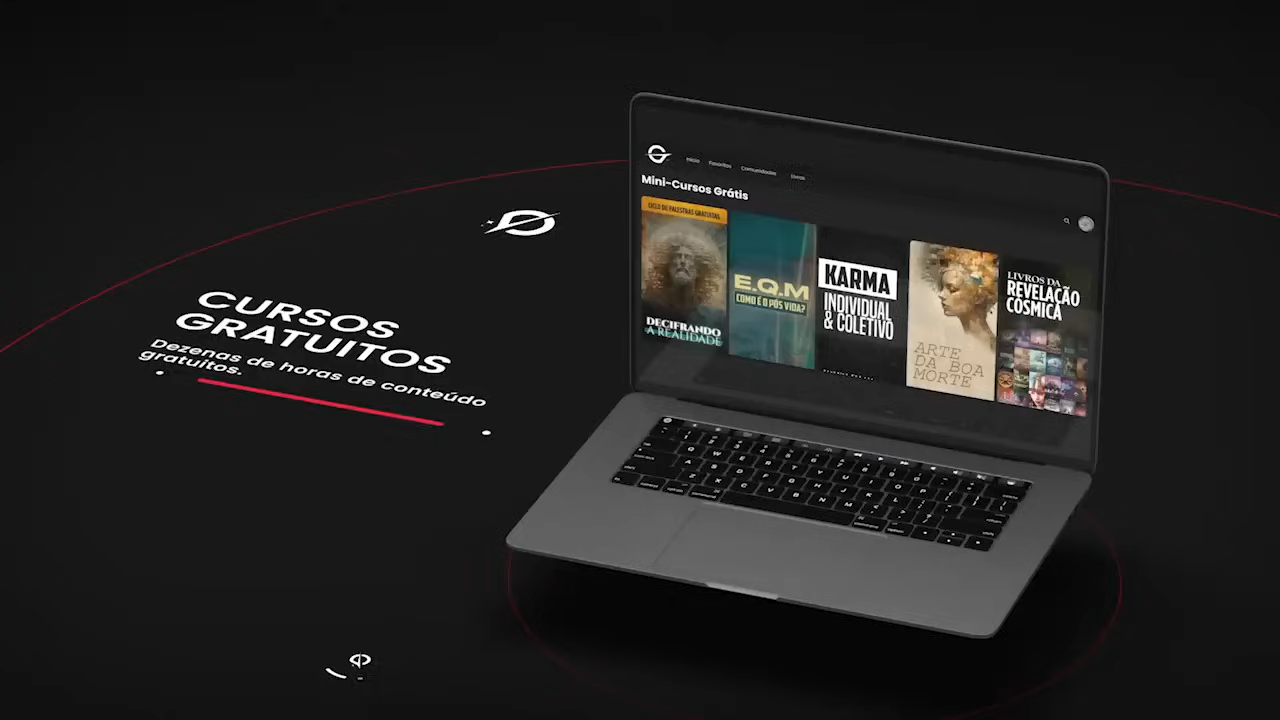 CURSOS
GRATUITOS
Dezenas de horas de conteúdo
gratuitos.
Início Favoritos Comunidades Livros
Mini-Cursos Grátis
CICLO DE PALESTRAS GRATUITAS
DECIFRANDO
A REALIDADE
E.Q.M
COMO É O PÓS VIDA?
KARMA
INDIVIDUAL
& COLETIVO
ARTE
DA BOA
MORTE
LIVROS DA
REVELAÇÃO
CÓSMICA